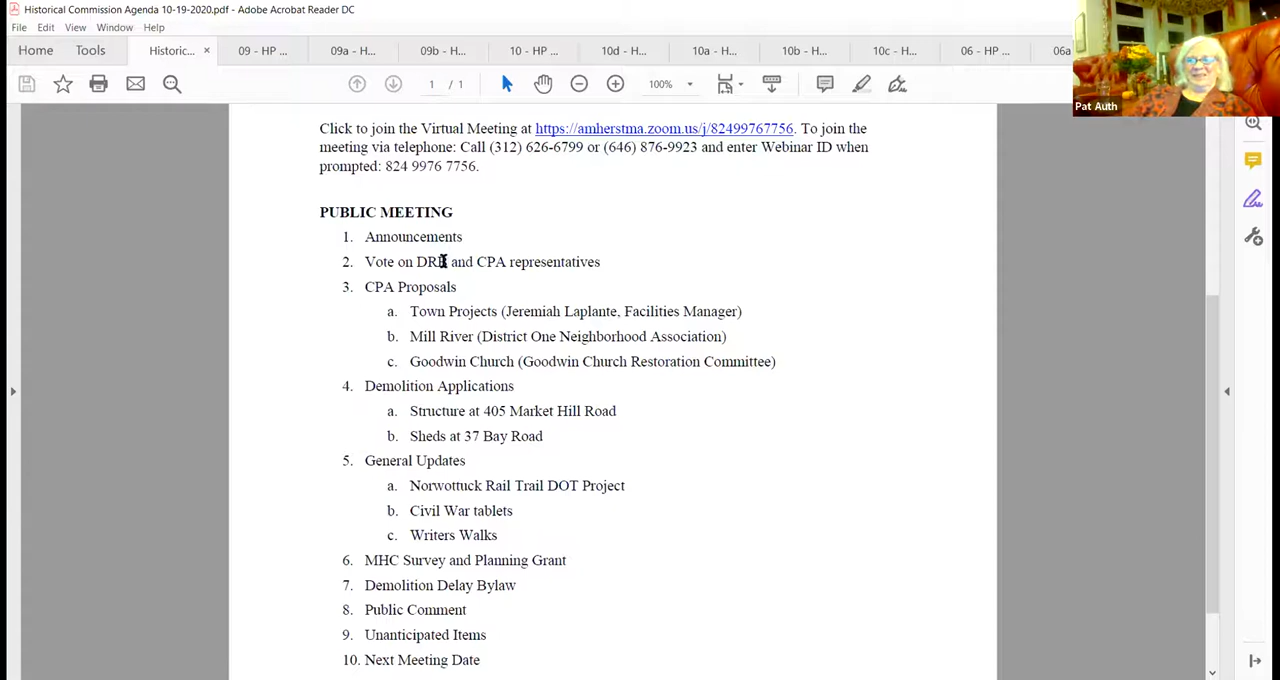 Historical Commission Agenda 10-19-2020.pdf - Adobe Acrobat Reader DC
File Edit View Window Help
Home Tools Historic... × 09 - HP ... 09a - H... 09b - H... 10 - HP ... 10d - H... 10a - H... 10b - H... 10c - H... 06 - HP ... 06a
1 / 1 100%
Pat Auth
Click to join the Virtual Meeting at https://amherstma.zoom.us/j/82499767756. To join the
meeting via telephone: Call (312) 626-6799 or (646) 876-9923 and enter Webinar ID when
prompted: 824 9976 7756.
PUBLIC MEETING
1. Announcements
2. Vote on and CPA representatives
3. CPA Proposals
a. Town Projects (Jeremiah Laplante, Facilities Manager)
b. Mill River (District One Neighborhood Association)
c. Goodwin Church (Goodwin Church Restoration Committee)
4. Demolition Applications
a. Structure at 405 Market Hill Road
b. Sheds at 37 Bay Road
5. General Updates
a. Norwottuck Rail Trail DOT Project
b. Civil War tablets
c. Writers Walks
6. MHC Survey and Planning Grant
7. Demolition Delay Bylaw
8. Public Comment
9. Unanticipated Items
10. Next Meeting Date